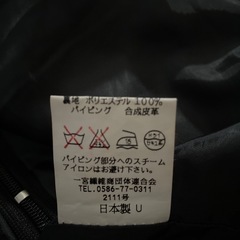 裏地 ポリエステル 100%
パイピング 合成皮革
パイピング部分へのスチーム
アイロンはお避け下さい
一宮繊維商団体連合会
TEL.0586-77-0311
2111号
日本製 U